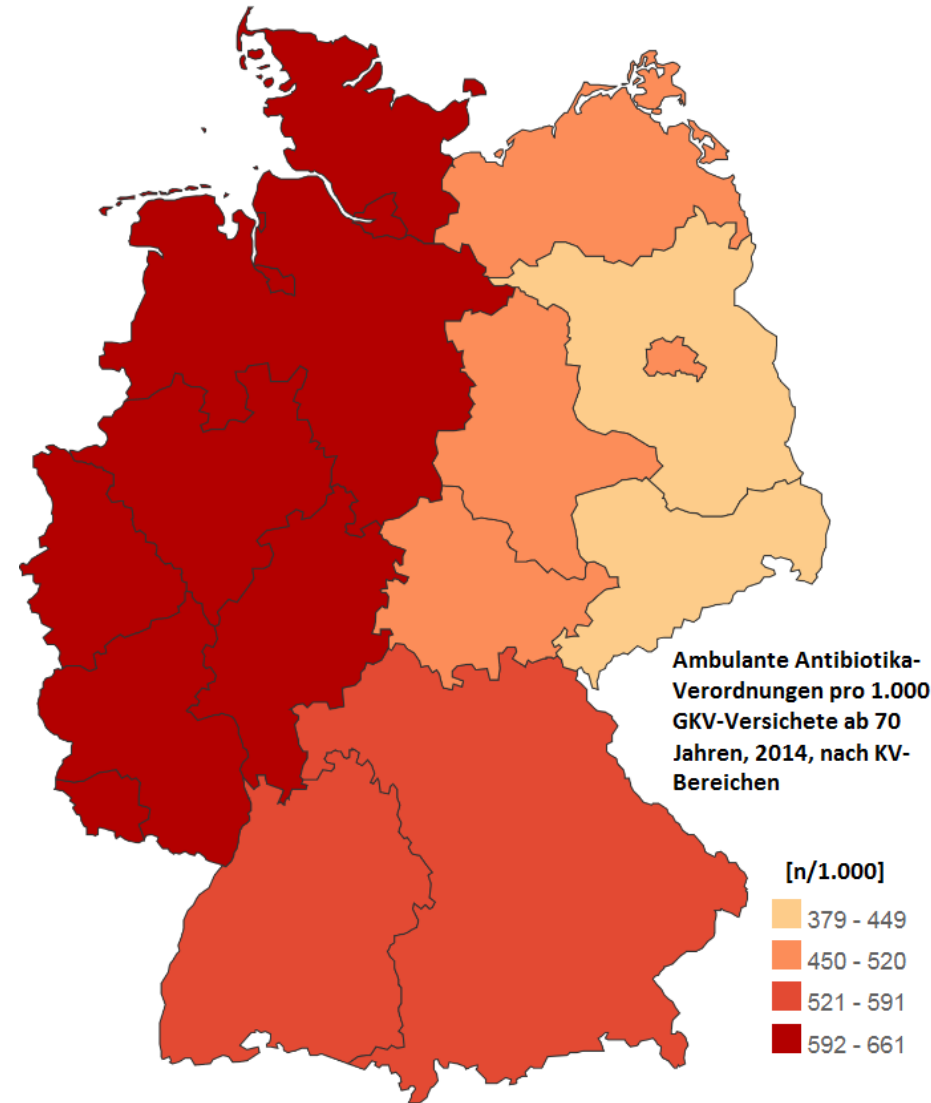 Ambulante Antibiotika-
Verordnungen pro 1.000
GKV-Versichete ab 70
Jahren, 2014, nach KV-
Bereichen
[n/1.000]
379 - 449
450 - 520
521 - 591
592 - 661